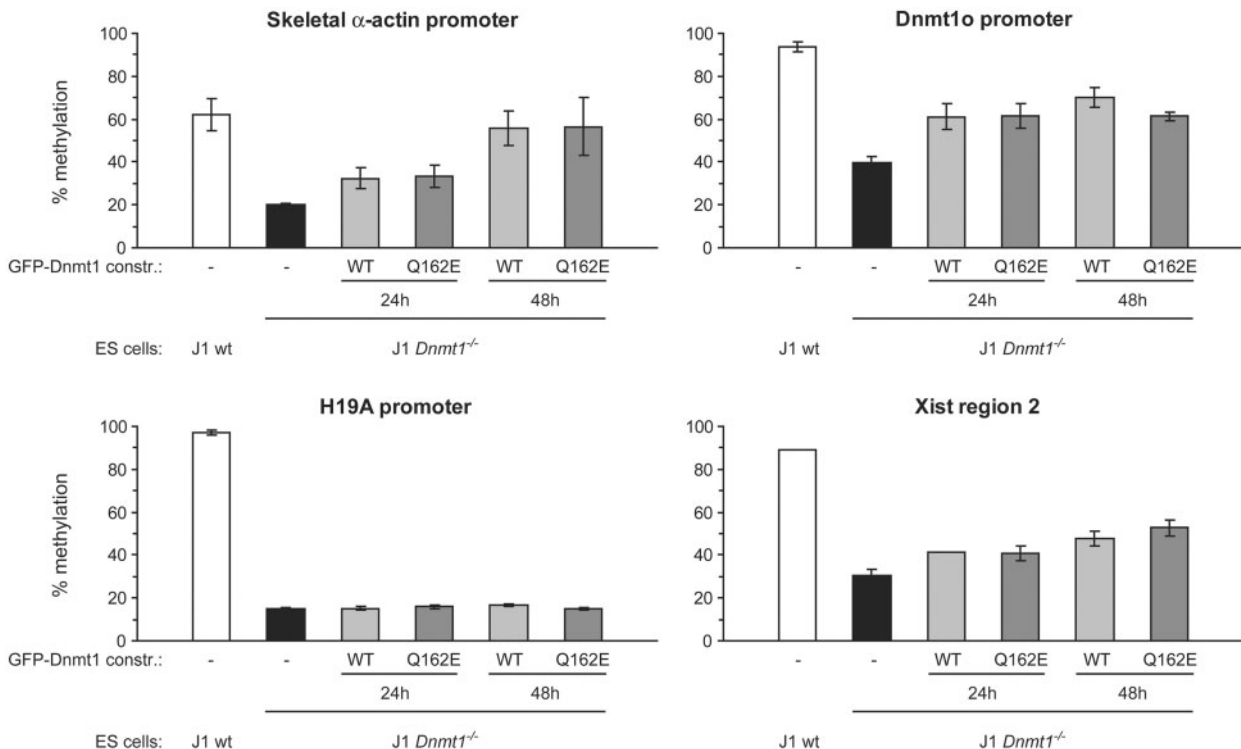 Skeletal α-actin promoter
% methylation
100
80
60
40
20
0
GFP-Dnmt1 constr.: - - WT Q162E WT Q162E
24h 48h
ES cells: J1 wt J1 Dnmt1-/-
Dnmt1o promoter
100
80
60
40
20
0
- - WT Q162E WT Q162E
24h 48h
J1 wt J1 Dnmt1-/-
H19A promoter
% methylation
100
80
60
40
20
0
GFP-Dnmt1 constr.: - - WT Q162E WT Q162E
24h 48h
ES cells: J1 wt J1 Dnmt1-/-
Xist region 2
100
80
60
40
20
0
- - WT Q162E WT Q162E
24h 48h
J1 wt J1 Dnmt1-/-